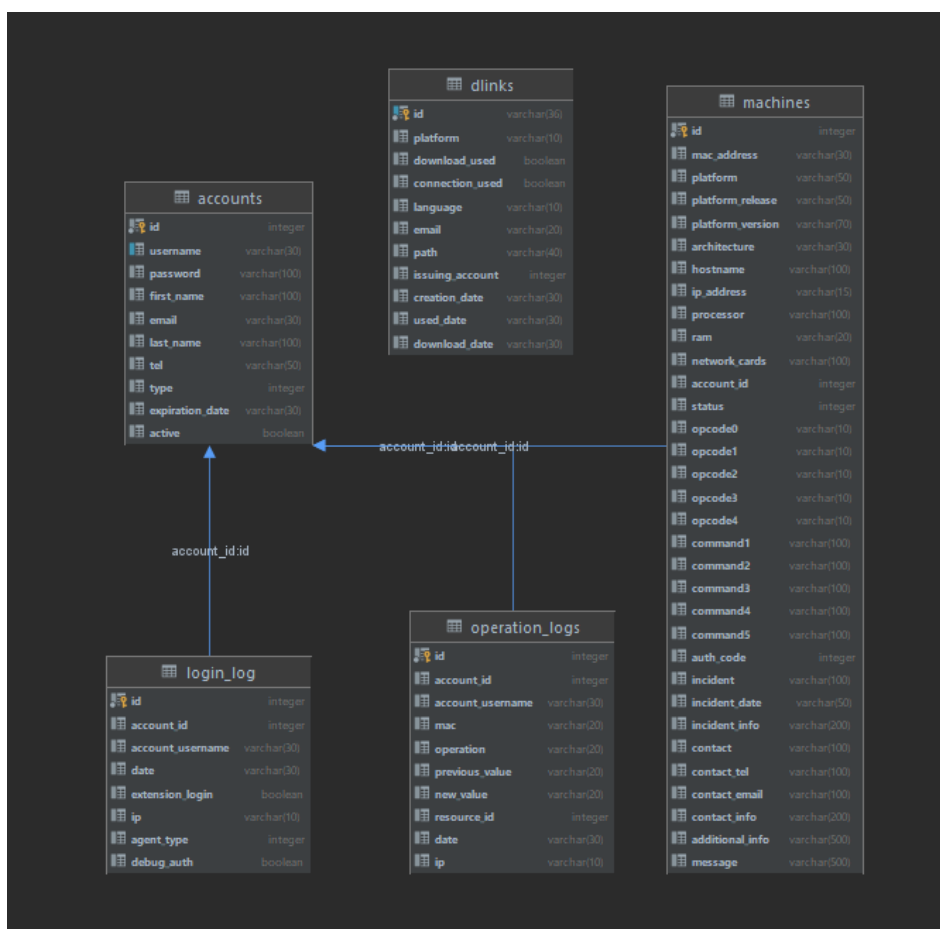 accounts
id integer
username varchar(30)
password varchar(100)
first_name varchar(100)
email varchar(30)
last_name varchar(100)
tel varchar(50)
type integer
expiration_date varchar(30)
active boolean
dlinks
id varchar(36)
platform varchar(10)
download_used boolean
connection_used boolean
language varchar(10)
email varchar(20)
path varchar(40)
issuing_account integer
creation_date varchar(30)
used_date varchar(30)
download_date varchar(30)
machines
id integer
mac_address varchar(30)
platform varchar(50)
platform_release varchar(50)
platform_version varchar(70)
architecture varchar(30)
hostname varchar(100)
ip_address varchar(15)
processor varchar(100)
ram varchar(20)
network_cards varchar(100)
account_id integer
status integer
opcode0 varchar(10)
opcode1 varchar(10)
opcode2 varchar(10)
opcode3 varchar(10)
opcode4 varchar(10)
command1 varchar(100)
command2 varchar(100)
command3 varchar(100)
command4 varchar(100)
command5 varchar(100)
auth_code integer
incident varchar(100)
incident_date varchar(50)
incident_info varchar(200)
contact varchar(100)
contact_tel varchar(100)
contact_email varchar(100)
contact_info varchar(200)
additional_info varchar(500)
message varchar(500)
account_id:id account_id:id
account_id:id
login_log
id integer
account_id integer
account_username varchar(30)
date varchar(30)
extension_login boolean
ip varchar(10)
agent_type integer
debug_auth boolean
operation_logs
id integer
account_id integer
account_username varchar(30)
mac varchar(20)
operation varchar(20)
previous_value varchar(20)
new_value varchar(20)
resource_id integer
date varchar(30)
ip varchar(10)